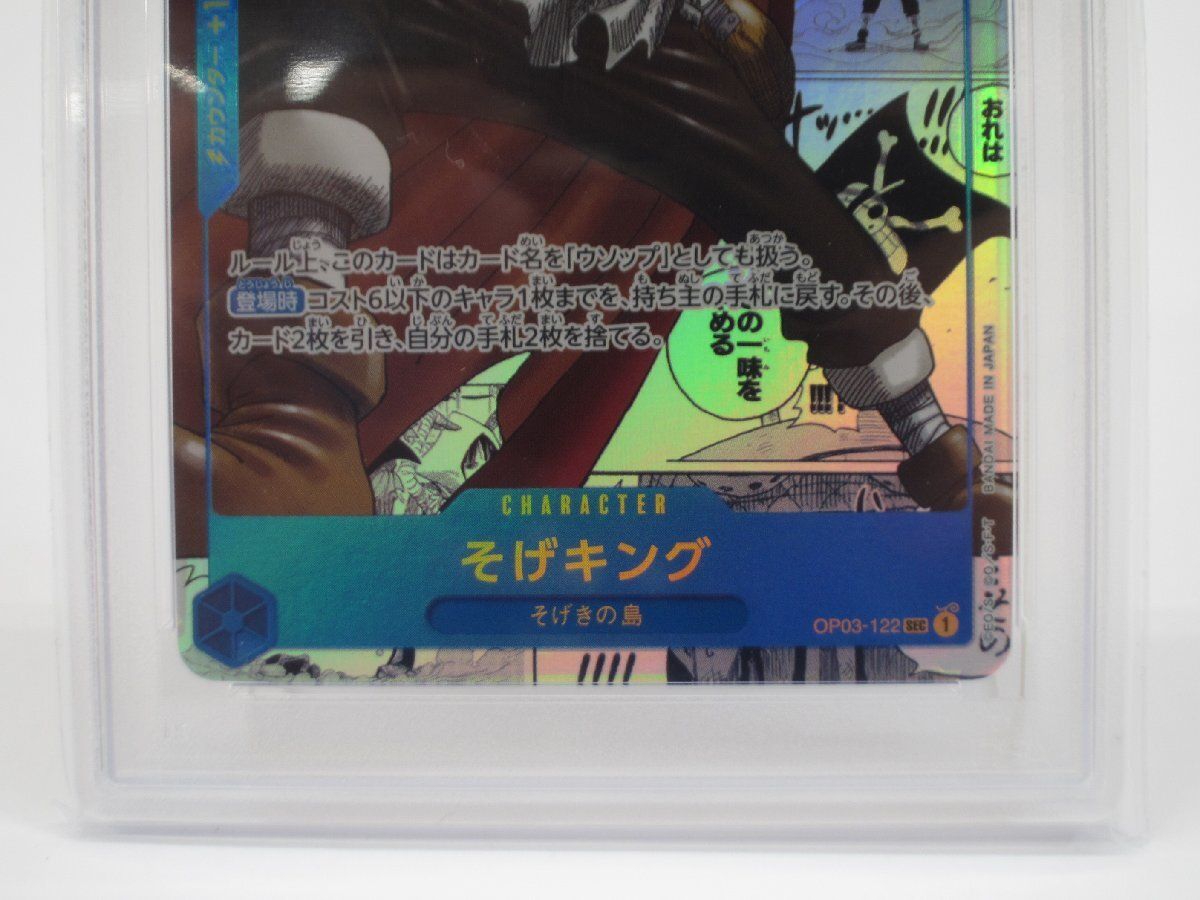 カウンター +1
おれは
ルール上、このカードはカード名を「ウソップ」としても扱う。
登場時 コスト6以下のキャラ1枚までを、持ち主の手札に戻す。その後、
カード2枚を引き、自分の手札2枚を捨てる。
の一味を
める
!!!!
BANDAI MADE IN JAPAN
CHARACTER
そげキング
そげきの島
OP03-122 SEC 1